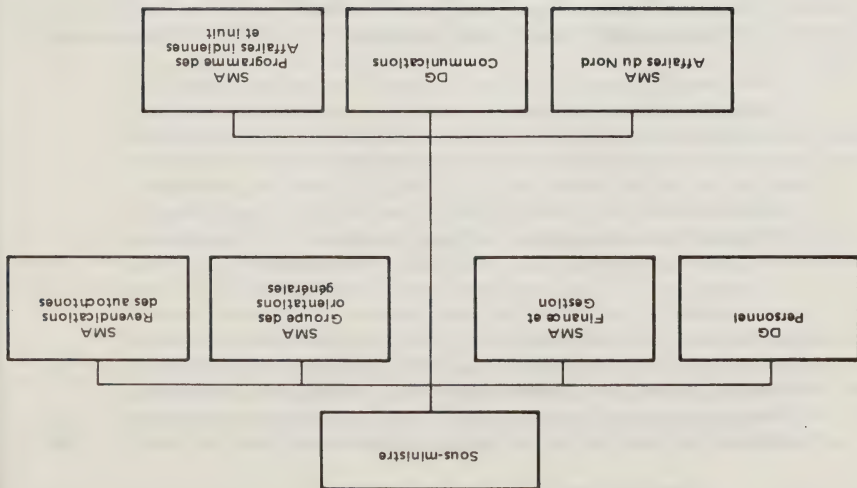 Sous-ministre
DG
Personnel
SMA
Finance et
Gestion
SMA
Groupe des
orientations
générales
SMA
Revendications
des autochtones
SMA
Affaires du Nord
DG
Communications
SMA
Programme des
Affaires indiennes
et inuit